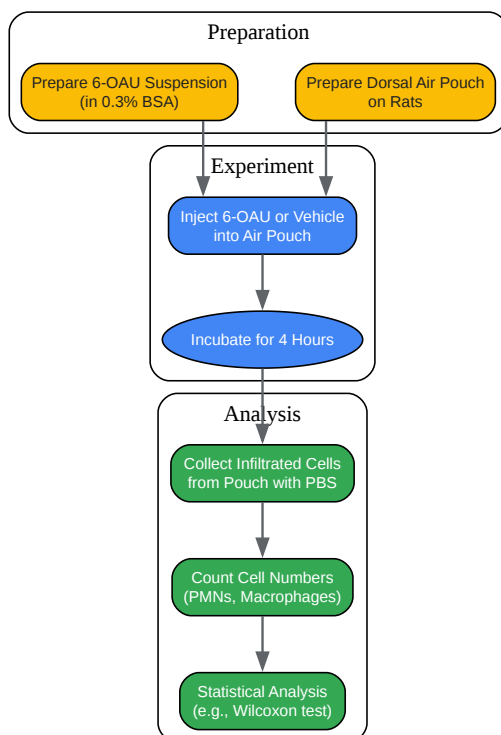 Preparation
Prepare 6-OAU Suspension
(in 0.3% BSA)
Prepare Dorsal Air Pouch
on Rats
Experiment
Inject 6-OAU or Vehicle
into Air Pouch
Incubate for 4 Hours
Analysis
Collect Infiltrated Cells
from Pouch with PBS
Count Cell Numbers
(PMNs, Macrophages)
Statistical Analysis
(e.g., Wilcoxon test)